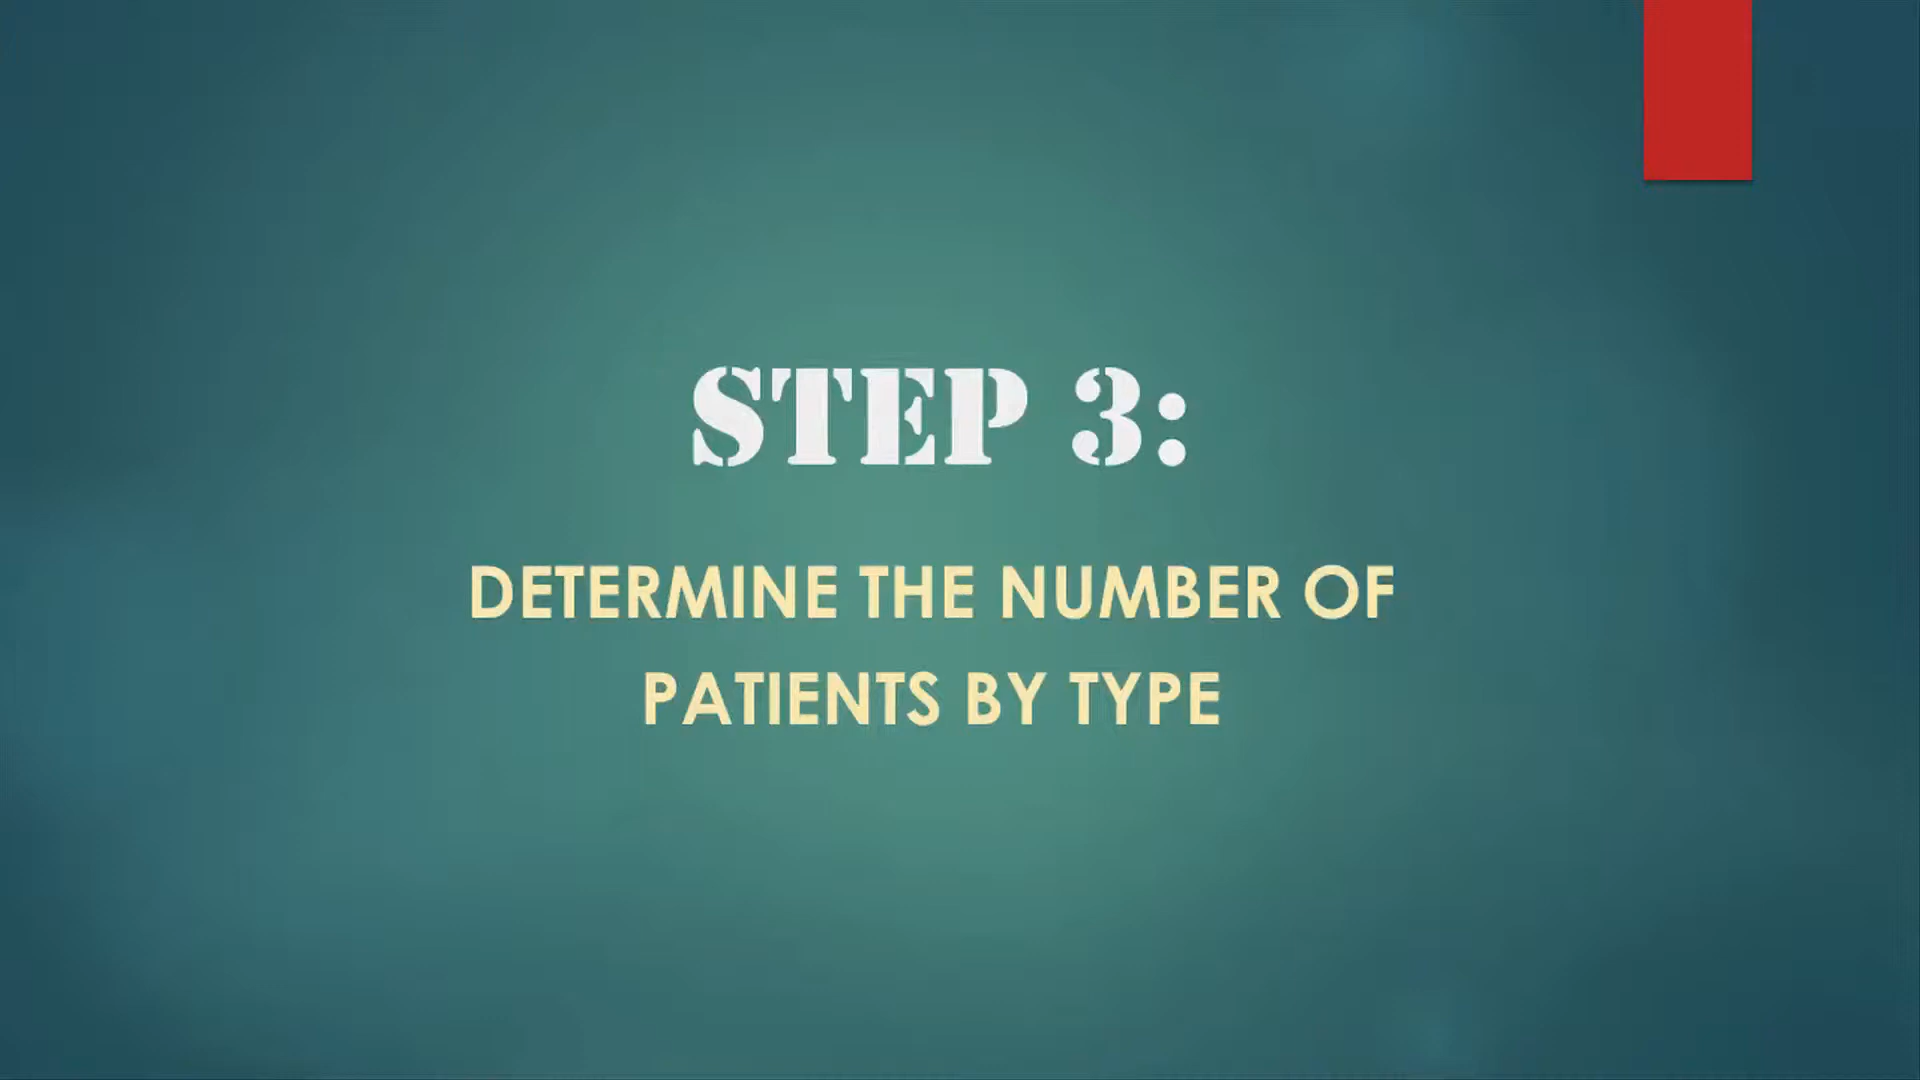 STEP 3:
DETERMINE THE NUMBER OF
PATIENTS BY TYPE